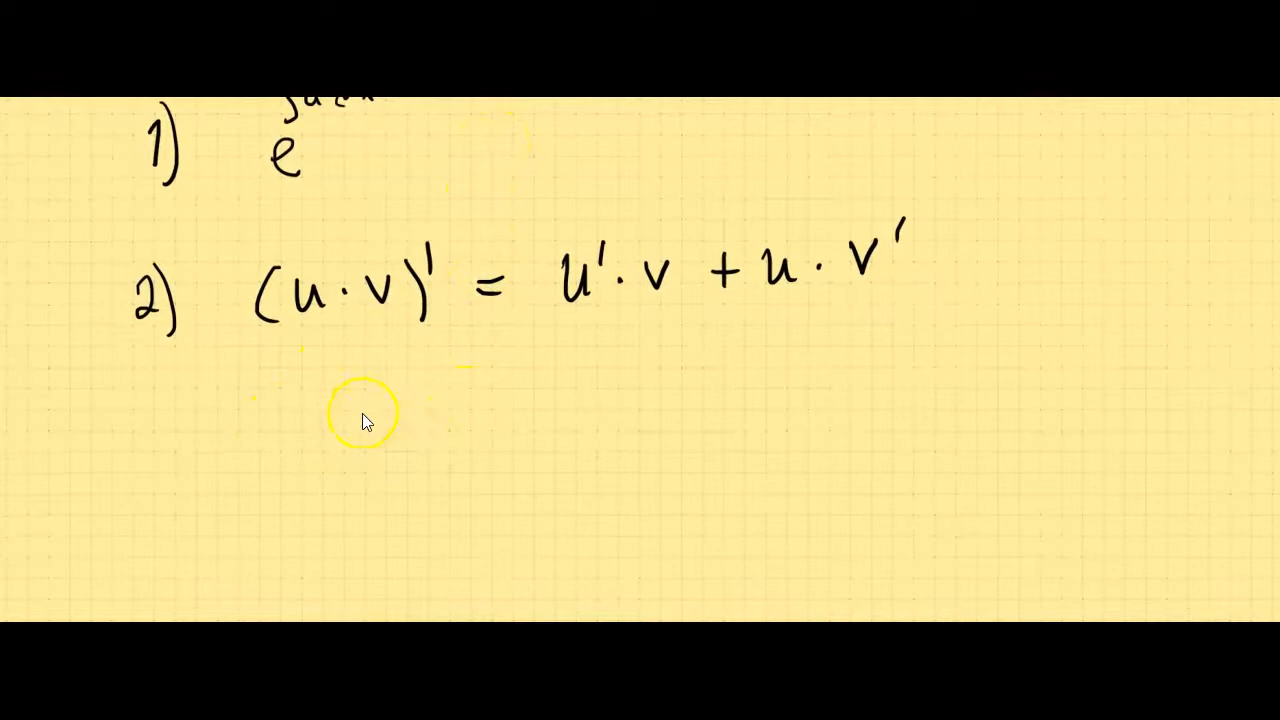 1) e
2) (u · v)' = u' · v + u · v'